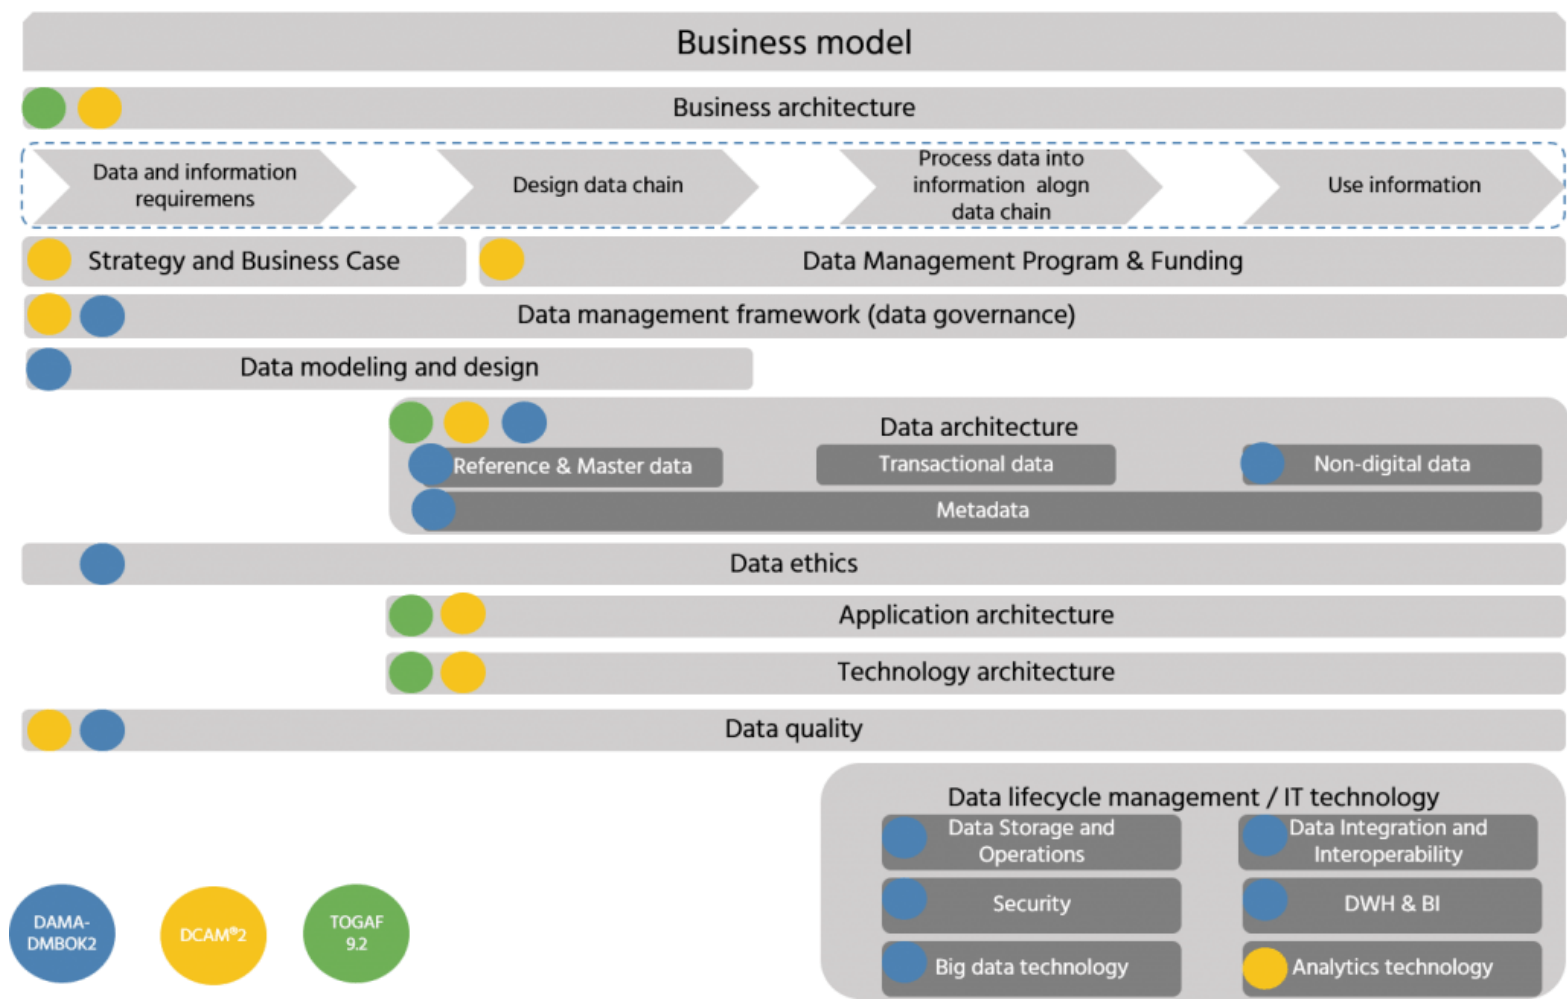 Business model
Business architecture
Data and information
requiremens
Design data chain
Process data into
information alogn
data chain
Use information
Strategy and Business Case
Data Management Program & Funding
Data management framework (data governance)
Data modeling and design
Data architecture
Reference & Master data
Transactional data
Non-digital data
Metadata
Data ethics
Application architecture
Technology architecture
Data quality
Data lifecycle management / IT technology
Data Storage and
Operations
Data Integration and
Interoperability
Security
DWH & BI
Big data technology
Analytics technology
DAMA-
DMBOK2
DCAM®2
TOGAF
9.2